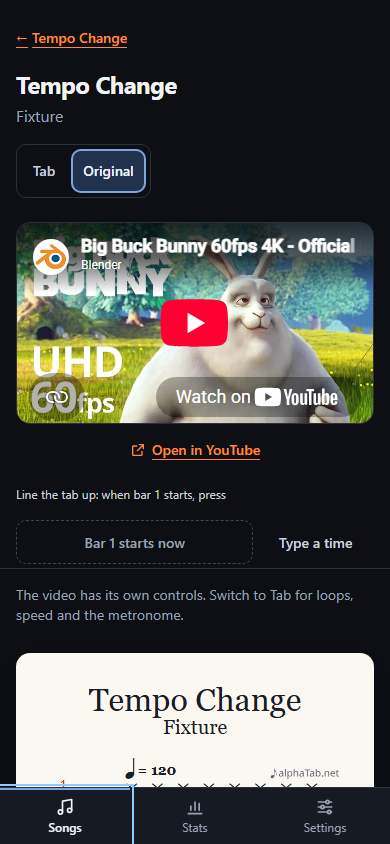 ← Tempo Change
Tempo Change
Fixture
Tab
Original
Big Buck Bunny 60fps 4K - Official
Blender
BUNNY
UHD
60fps
Watch on YouTube
Open in YouTube
Line the tab up: when bar 1 starts, press
Bar 1 starts now
Type a time
The video has its own controls. Switch to Tab for loops,
speed and the metronome.
Tempo Change
Fixture
= 120
alphaTab.net
1
Songs
Stats
Settings